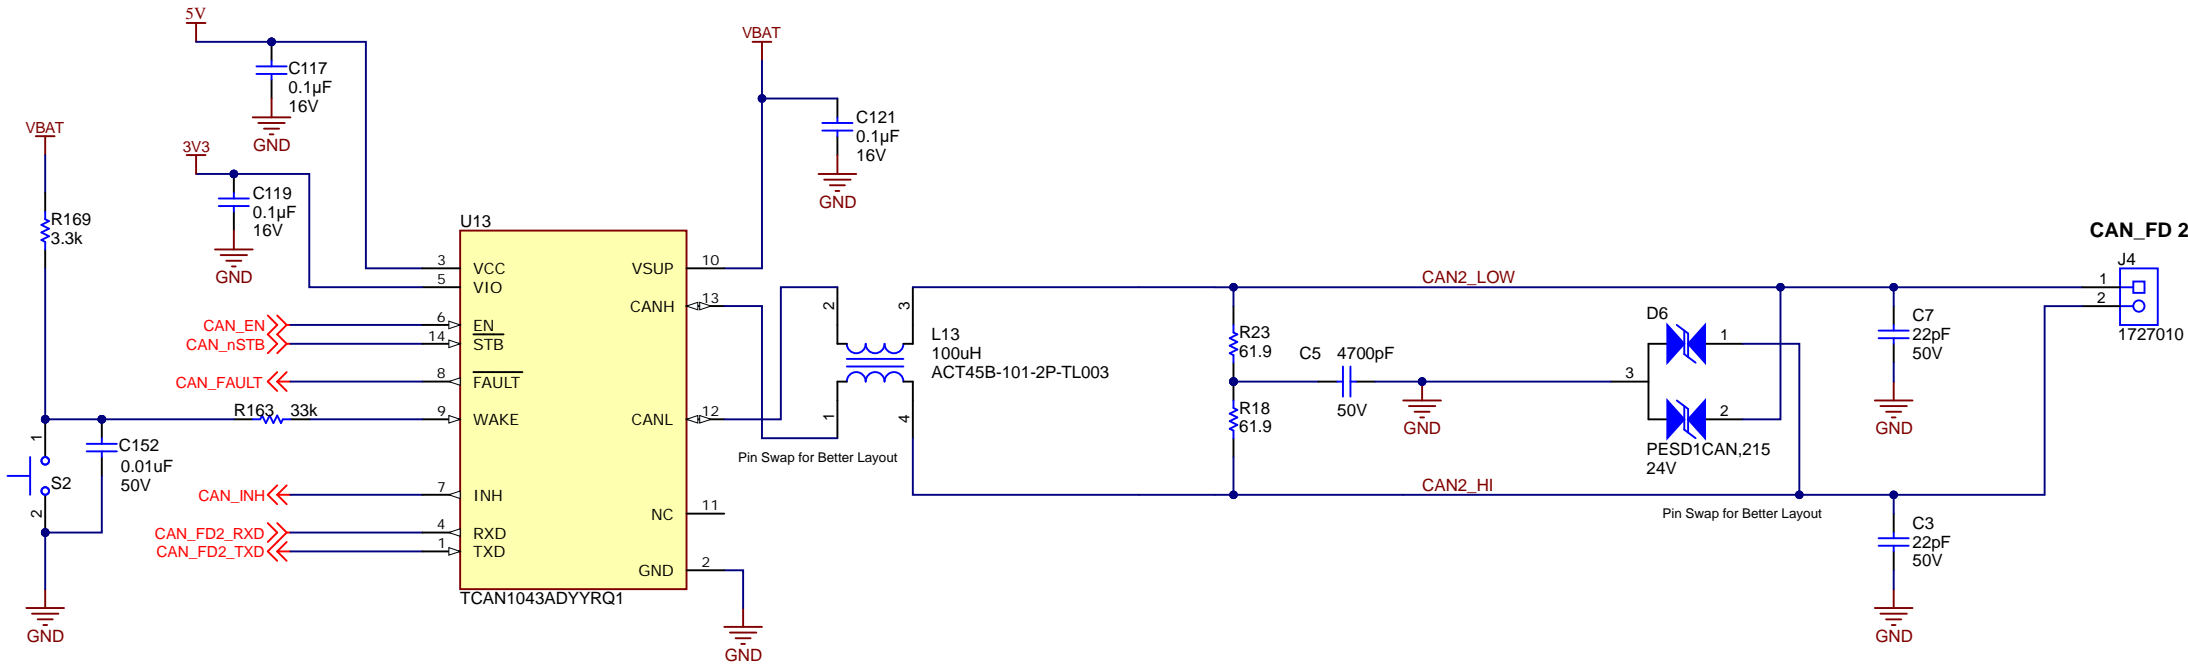 5V
C117
0.1µF
16V
GND
VBAT
C121
0.1µF
16V
GND
VBAT
3V3
C119
0.1µF
16V
GND
R169
3.3k
U13
3 VCC
5 VIO
CAN_EN 6 EN
CAN_nSTB 14 STB
CAN_FAULT 8 FAULT
R163 33k 9 WAKE
CAN_INH 7 INH
CAN_FD2_RXD 4 RXD
CAN_FD2_TXD 1 TXD
VSUP 10
CANH 13
CANL 12
NC 11
GND 2
TCAN1043ADYYRQ1
GND
1
S2
2
C152
0.01uF
50V
GND
2
3
L13
100uH
ACT45B-101-2P-TL003
1
4
Pin Swap for Better Layout
CAN2_LOW
R23
61.9
C5 4700pF
50V
R18
61.9
GND
CAN2_HI
D6
1
3
2
PESD1CAN,215
24V
Pin Swap for Better Layout
C7
22pF
50V
GND
C3
22pF
50V
GND
CAN_FD 2
J4
1
2
1727010